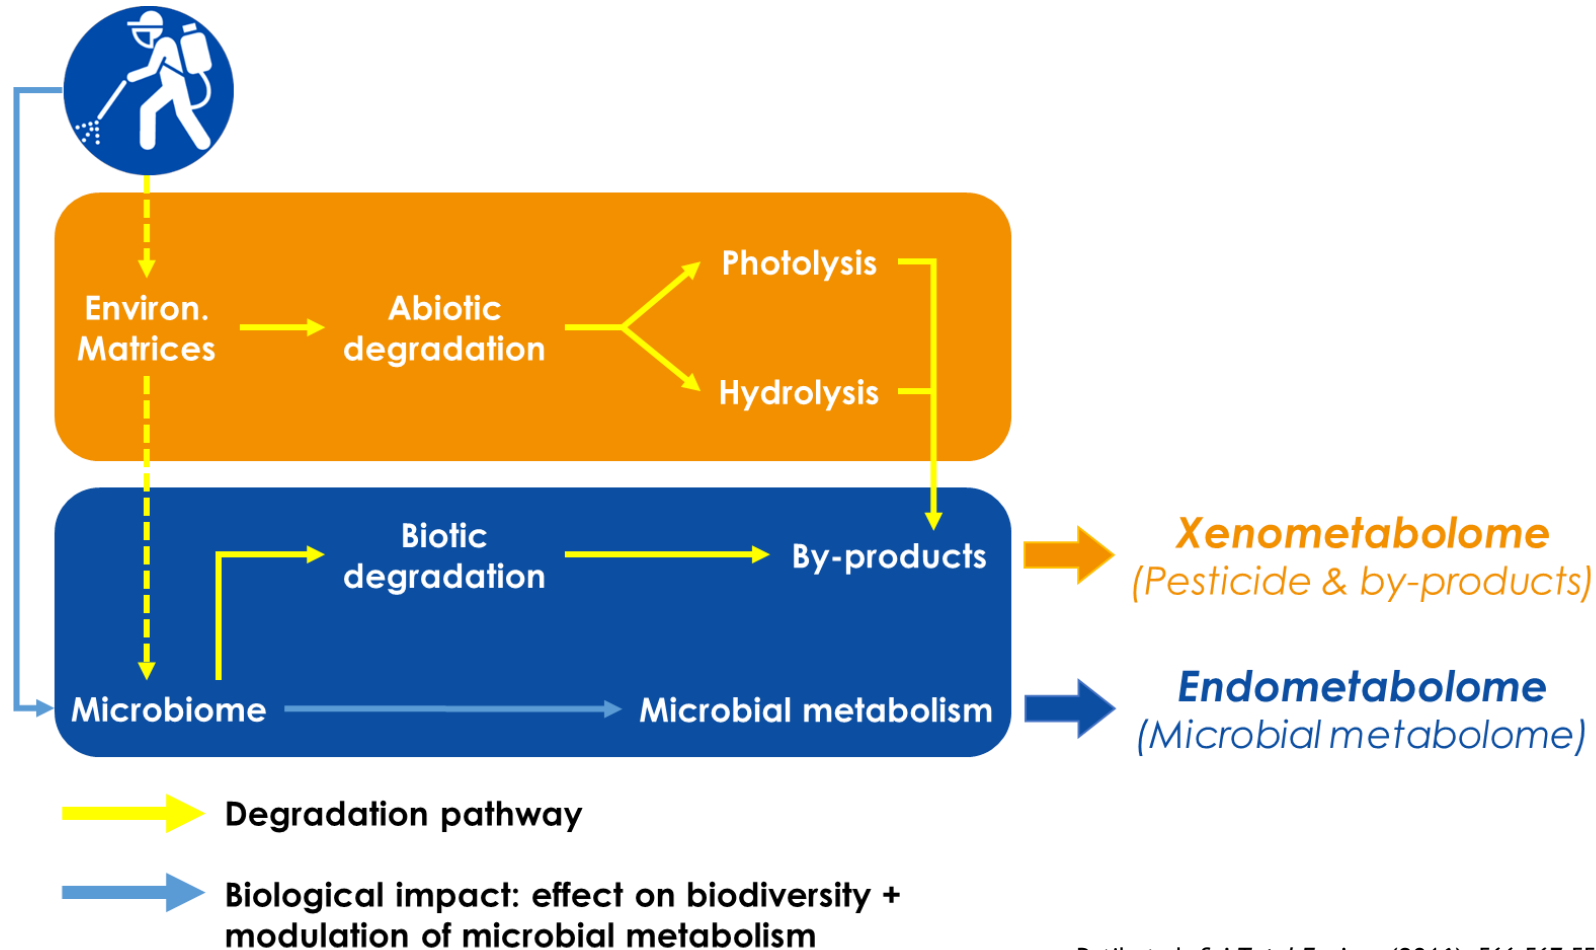 Environ.
Matrices
Abiotic
degradation
Photolysis
Hydrolysis
Biotic
degradation
By-products
Microbiome
Microbial metabolism
Xenometabolome
(Pesticide & by-products)
Endometabolome
(Microbial metabolome)
Degradation pathway
Biological impact: effect on biodiversity +
modulation of microbial metabolism